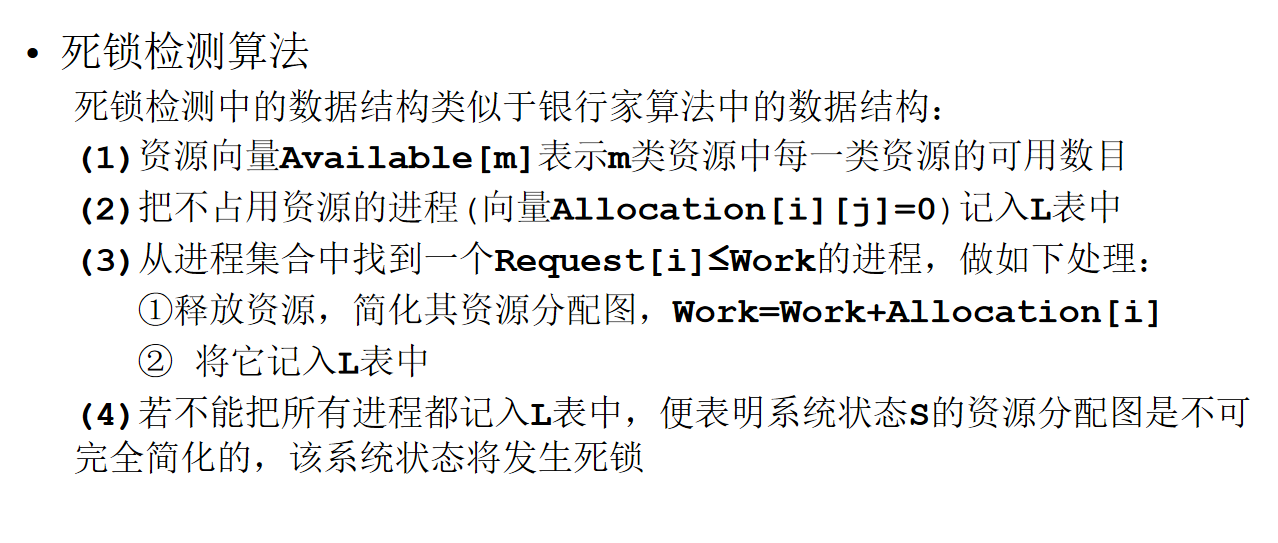 • 死锁检测算法
死锁检测中的数据结构类似于银行家算法中的数据结构：
(1)资源向量Available[m]表示m类资源中每一类资源的可用数目
(2)把不占用资源的进程(向量Allocation[i][j]=0)记入L表中
(3)从进程集合中找到一个Request[i]≤Work的进程，做如下处理：
①释放资源，简化其资源分配图，Work=Work+Allocation[i]
② 将它记入L表中
(4)若不能把所有进程都记入L表中，便表明系统状态S的资源分配图是不可
完全简化的，该系统状态将发生死锁